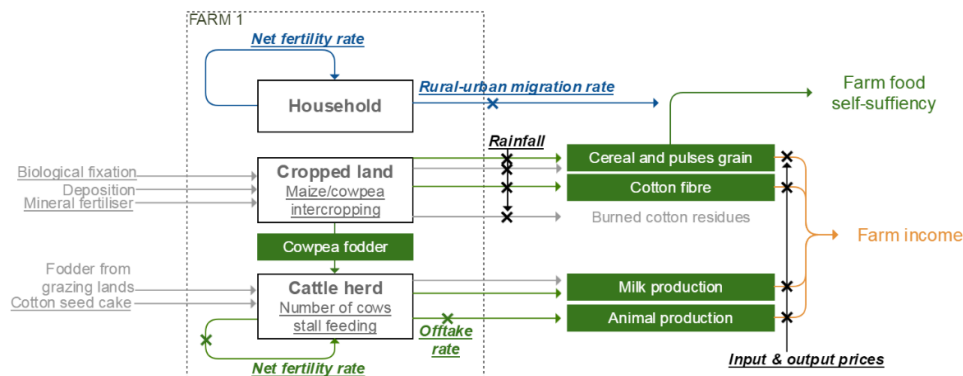 FARM 1
Net fertility rate
Household
Rural-urban migration rate
Farm food
self-suffiency
Rainfall
Biological fixation
Deposition
Mineral fertiliser
Cropped land
Maize/cowpea
intercropping
Cereal and pulses grain
Cotton fibre
Burned cotton residues
Cowpea fodder
Farm income
Fodder from
grazing lands
Cotton seed cake
Cattle herd
Number of cows
stall feeding
Milk production
Animal production
Offtake
rate
Net fertility rate
Input & output prices